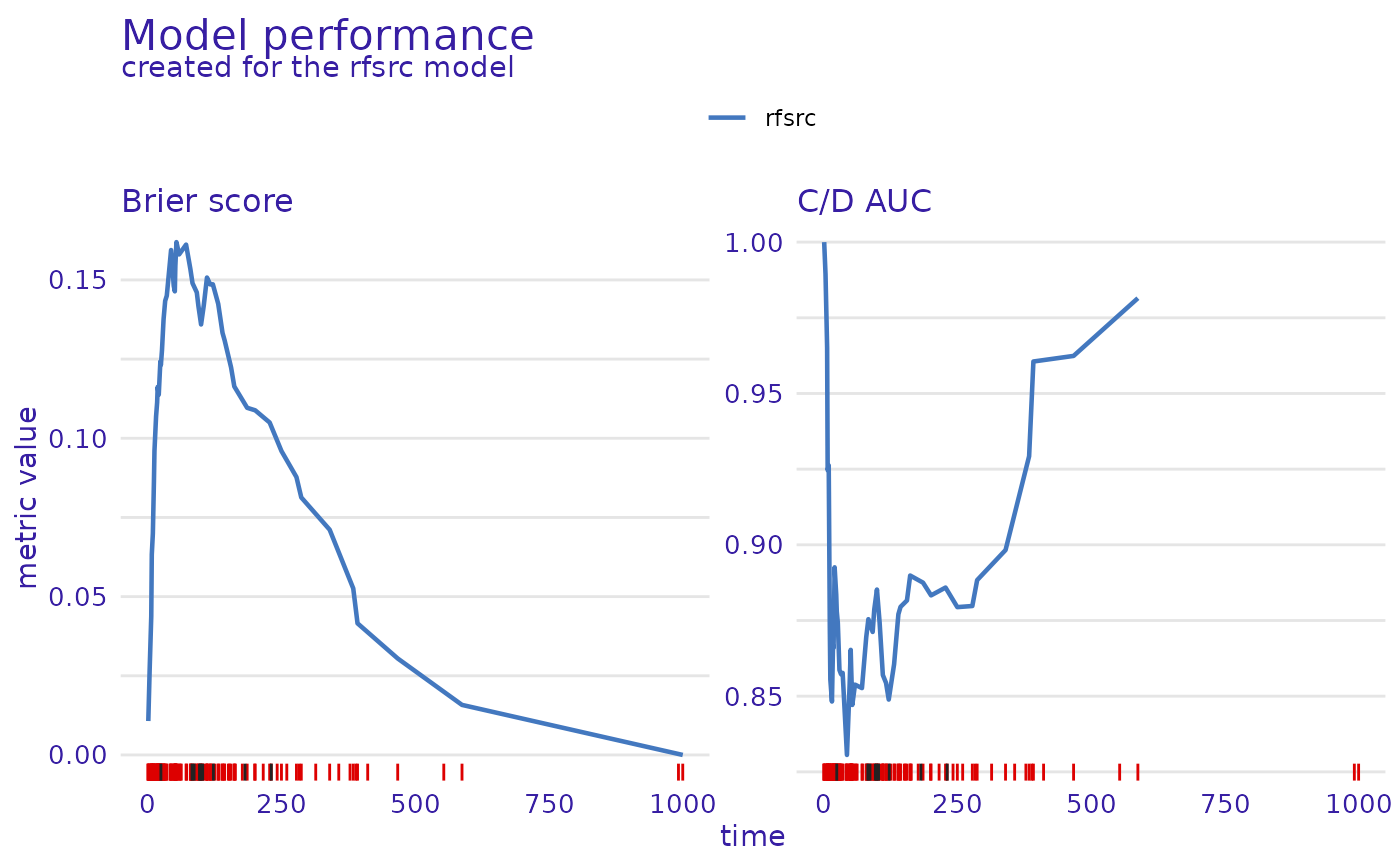 Model performance
created for the rfsrc model
rfsrc
Brier score
C/D AUC
metric value
0.15
0.10
0.05
0.00
1.00
0.95
0.90
0.85
0 250 500 750 1000
0 250 500 750 1000
time